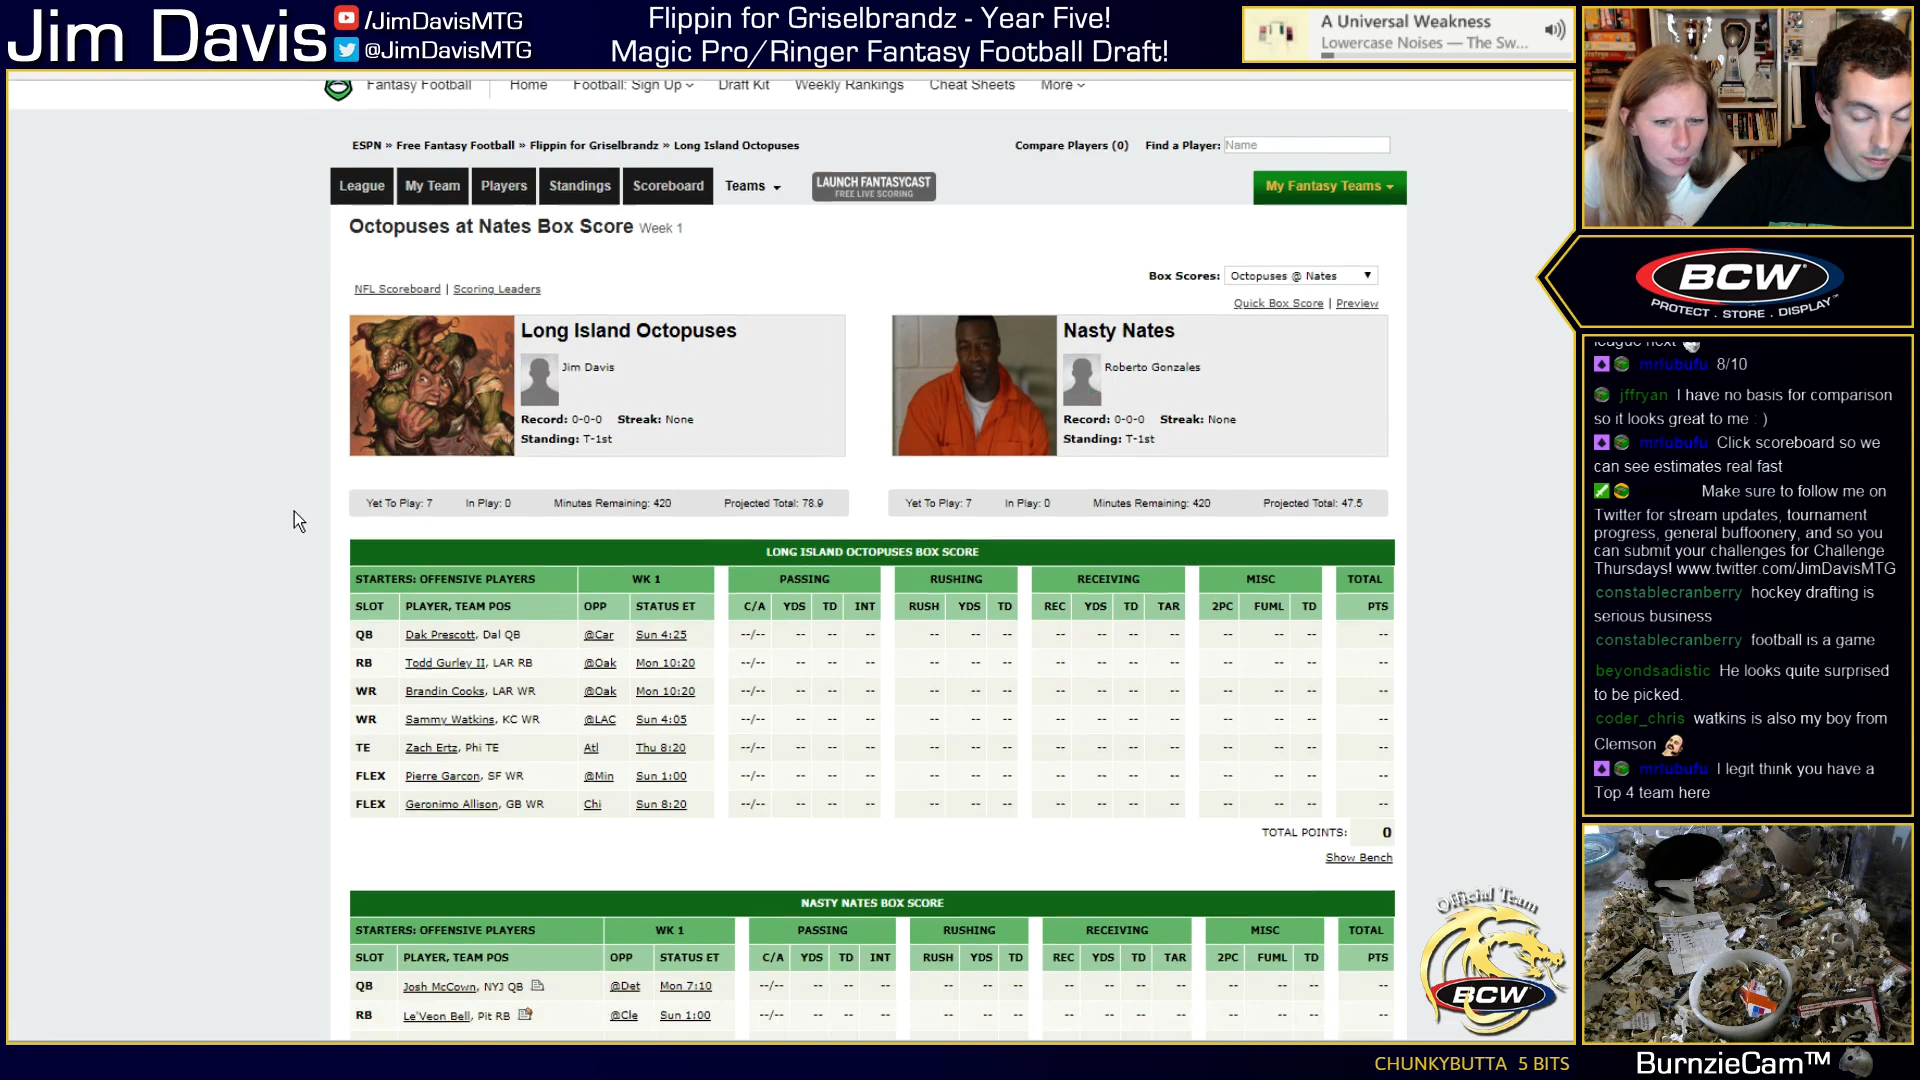 Jim Davis
/JimDavisMTG
@JimDavisMTG
Flippin for Griselbrandz - Year Five!
Magic Pro/Ringer Fantasy Football Draft!
A Universal Weakness
Lowercase Noises — The Sw...
Fantasy Football Home Football: Sign Up Draft Kit Weekly Rankings Cheat Sheets More
ESPN » Free Fantasy Football » Flippin for Griselbrandz » Long Island Octopuses
Compare Players (0) Find a Player: Name
League My Team Players Standings Scoreboard Teams
LAUNCH FANTASYCAST
FREE LIVE SCORING
My Fantasy Teams
Octopuses at Nates Box Score Week 1
Box Scores: Octopuses @ Nates
NFL Scoreboard | Scoring Leaders
Quick Box Score | Preview
Long Island Octopuses
Jim Davis
Record: 0-0-0 Streak: None
Standing: T-1st
Nasty Nates
Roberto Gonzales
Record: 0-0-0 Streak: None
Standing: T-1st
Yet To Play: 7 In Play: 0 Minutes Remaining: 420 Projected Total: 78.9
Yet To Play: 7 In Play: 0 Minutes Remaining: 420 Projected Total: 47.5
LONG ISLAND OCTOPUSES BOX SCORE
STARTERS: OFFENSIVE PLAYERS WK 1 PASSING RUSHING RECEIVING MISC TOTAL
SLOT PLAYER, TEAM POS OPP STATUS ET C/A YDS TD INT RUSH YDS TD REC YDS TD TAR 2PC FUML TD PTS
QB Dak Prescott, Dal QB @Car Sun 4:25 --/-- -- -- -- -- -- -- -- -- -- -- -- -- -- --
RB Todd Gurley II, LAR RB @Oak Mon 10:20 --/-- -- -- -- -- -- -- -- -- -- -- -- -- -- --
WR Brandin Cooks, LAR WR @Oak Mon 10:20 --/-- -- -- -- -- -- -- -- -- -- -- -- -- -- --
WR Sammy Watkins, KC WR @LAC Sun 4:05 --/-- -- -- -- -- -- -- -- -- -- -- -- -- -- --
TE Zach Ertz, Phi TE Atl Thu 8:20 --/-- -- -- -- -- -- -- -- -- -- -- -- -- -- --
FLEX Pierre Garcon, SF WR @Min Sun 1:00 --/-- -- -- -- -- -- -- -- -- -- -- -- -- -- --
FLEX Geronimo Allison, GB WR Chi Sun 8:20 --/-- -- -- -- -- -- -- -- -- -- -- -- -- -- --
TOTAL POINTS: 0
Show Bench
NASTY NATES BOX SCORE
STARTERS: OFFENSIVE PLAYERS WK 1 PASSING RUSHING RECEIVING MISC TOTAL
SLOT PLAYER, TEAM POS OPP STATUS ET C/A YDS TD INT RUSH YDS TD REC YDS TD TAR 2PC FUML TD PTS
QB Josh McCown, NYJ QB @Det Mon 7:10 --/-- -- -- -- -- -- -- -- -- -- -- -- -- -- --
RB Le'Veon Bell, Pit RB @Cle Sun 1:00 --/-- -- -- -- -- -- -- -- -- -- -- -- -- -- --
BCW
PROTECT . STORE . DISPLAY
league next
mrlubufu 8/10
jffryan I have no basis for comparison
so it looks great to me : )
mrlubufu Click scoreboard so we
can see estimates real fast
Make sure to follow me on
Twitter for stream updates, tournament
progress, general buffoonery, and so you
can submit your challenges for Challenge
Thursdays! www.twitter.com/JimDavisMTG
constablecranberry hockey drafting is
serious business
constablecranberry football is a game
beyondsadistic He looks quite surprised
to be picked.
coder_chris watkins is also my boy from
Clemson
mrlubufu I legit think you have a
Top 4 team here
Official Team
BCW
CHUNKYBUTTA 5 BITS
BurnzieCam™